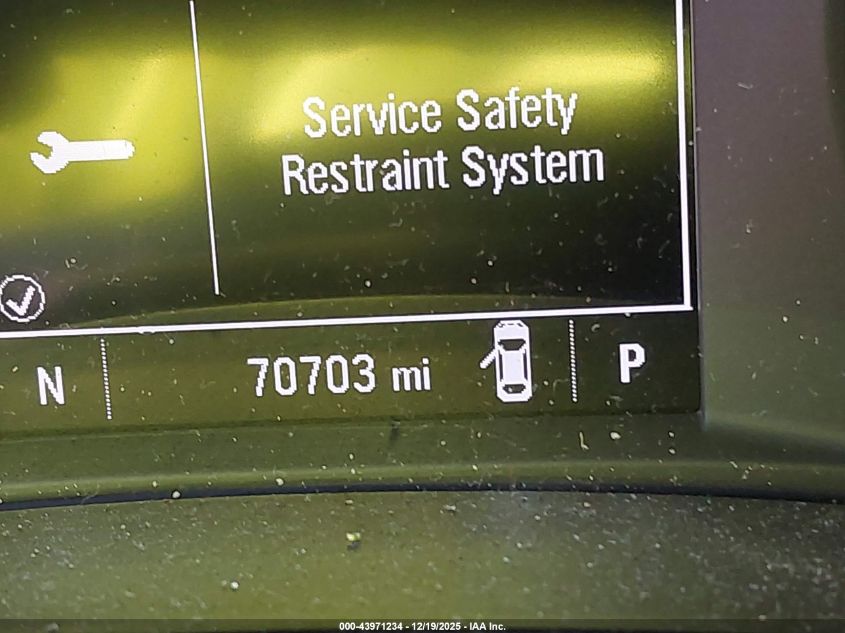 Service Safety
Restraint System
N 70703 mi P
000-43971234 - 12/19/2025 - IAA Inc.